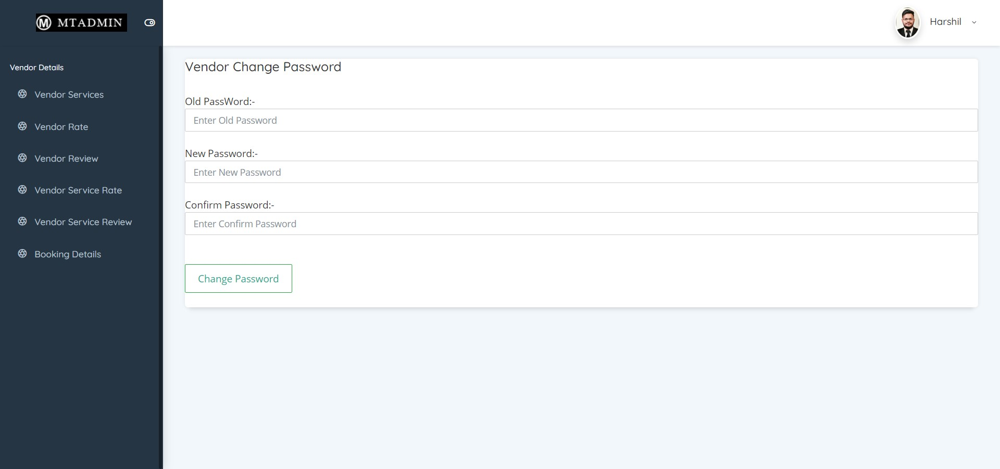 M MTADMIN
Harshil
Vendor Details
Vendor Services
Vendor Rate
Vendor Review
Vendor Service Rate
Vendor Service Review
Booking Details
Vendor Change Password
Old PassWord:-
Enter Old Password
New Password:-
Enter New Password
Confirm Password:-
Enter Confirm Password
Change Password